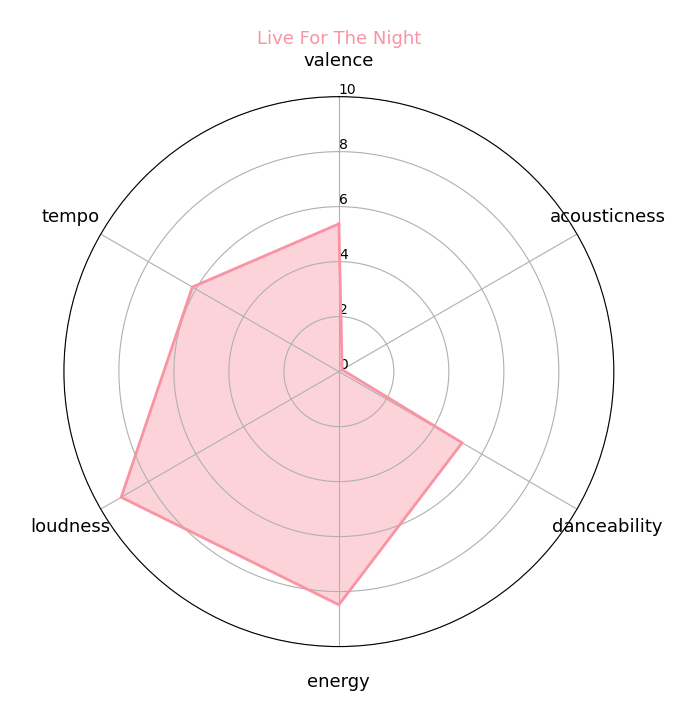 Live For The Night
valence
10
8
6
4
2
0
tempo
acousticness
loudness
danceability
energy